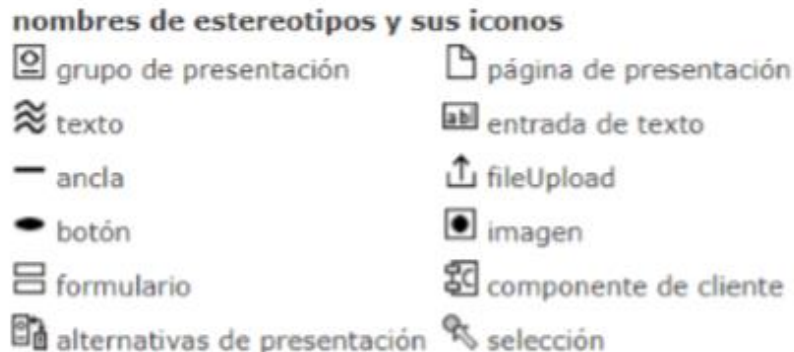 nombres de estereotipos y sus iconos
grupo de presentación página de presentación
texto ab entrada de texto
ancla fileUpload
botón imagen
formulario componente de cliente
alternativas de presentación selección